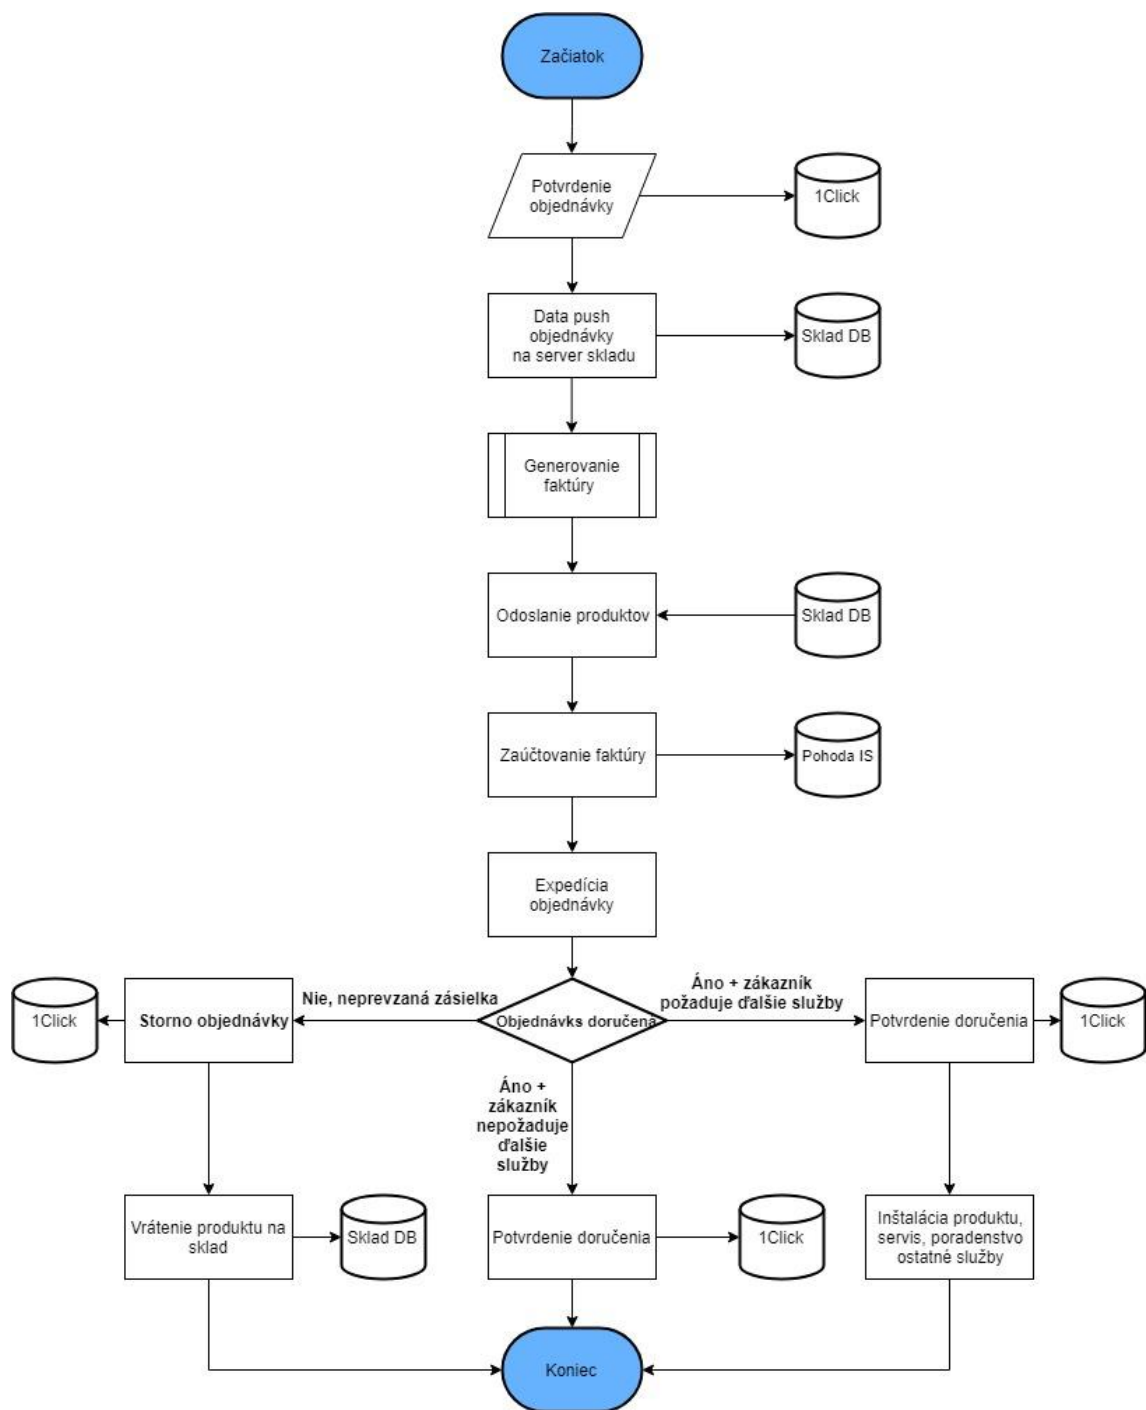 Začiatok
Potvrdenie
objednávky
1Click
Data push
objednávky
na server skladu
Sklad DB
Generovanie
faktúry
Odoslanie produktov
Sklad DB
Zaúčtovanie faktúry
Pohoda IS
Expedícia
objednávky
1Click
Storno objednávky
Nie, neprevzaná zásielka
Objednávks doručená
Áno + zákazník
požaduje ďalšie služby
Potvrdenie doručenia
1Click
Áno +
zákazník
nepožaduje
ďalšie
služby
Vrátenie produktu na
sklad
Sklad DB
Potvrdenie doručenia
1Click
Inštalácia produktu,
servis, poradenstvo
ostatné služby
Koniec